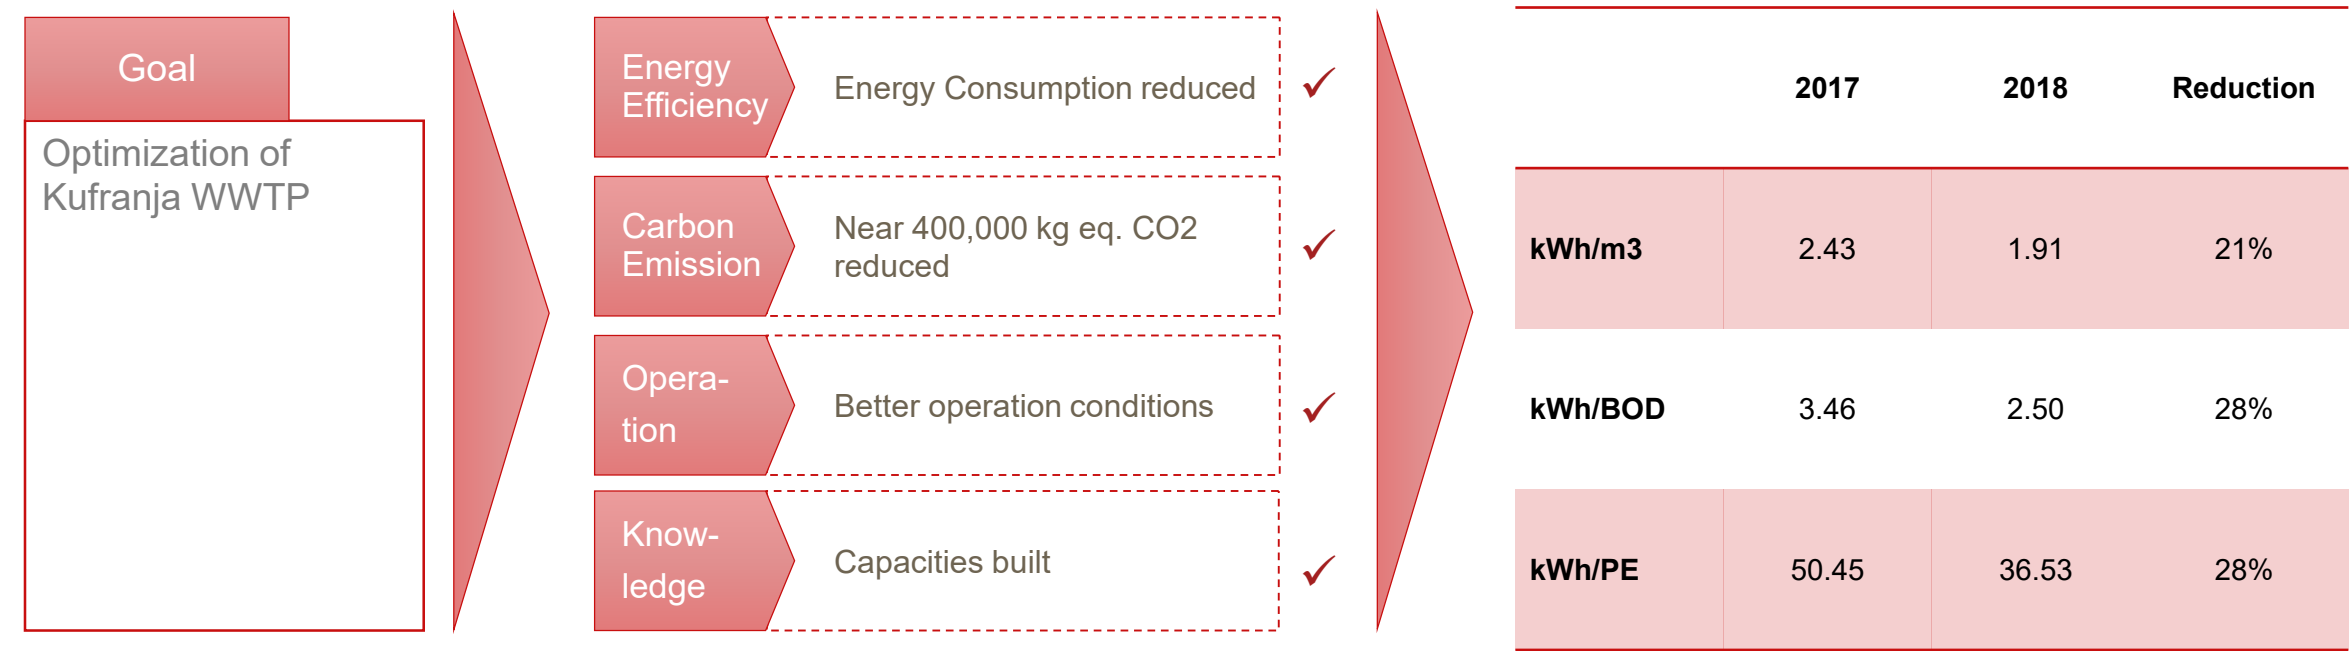 Goal
Optimization of
Kufranja WWTP
Energy
Efficiency
Energy Consumption reduced
Carbon
Emission
Near 400,000 kg eq. CO2
reduced
Opera-
tion
Better operation conditions
Know-
ledge
Capacities built
2017 2018 Reduction
kWh/m3 2.43 1.91 21%
kWh/BOD 3.46 2.50 28%
kWh/PE 50.45 36.53 28%